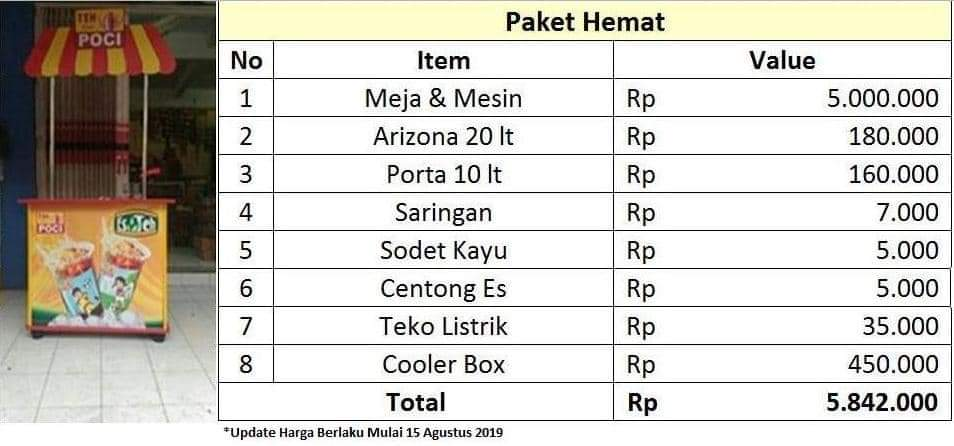 TEH
POCI
TEH
POCI
Paket Hemat
No Item Value
1 Meja & Mesin Rp 5.000.000
2 Arizona 20 lt Rp 180.000
3 Porta 10 lt Rp 160.000
4 Saringan Rp 7.000
5 Sodet Kayu Rp 5.000
6 Centong Es Rp 5.000
7 Teko Listrik Rp 35.000
8 Cooler Box Rp 450.000
Total Rp 5.842.000
*Update Harga Berlaku Mulai 15 Agustus 2019